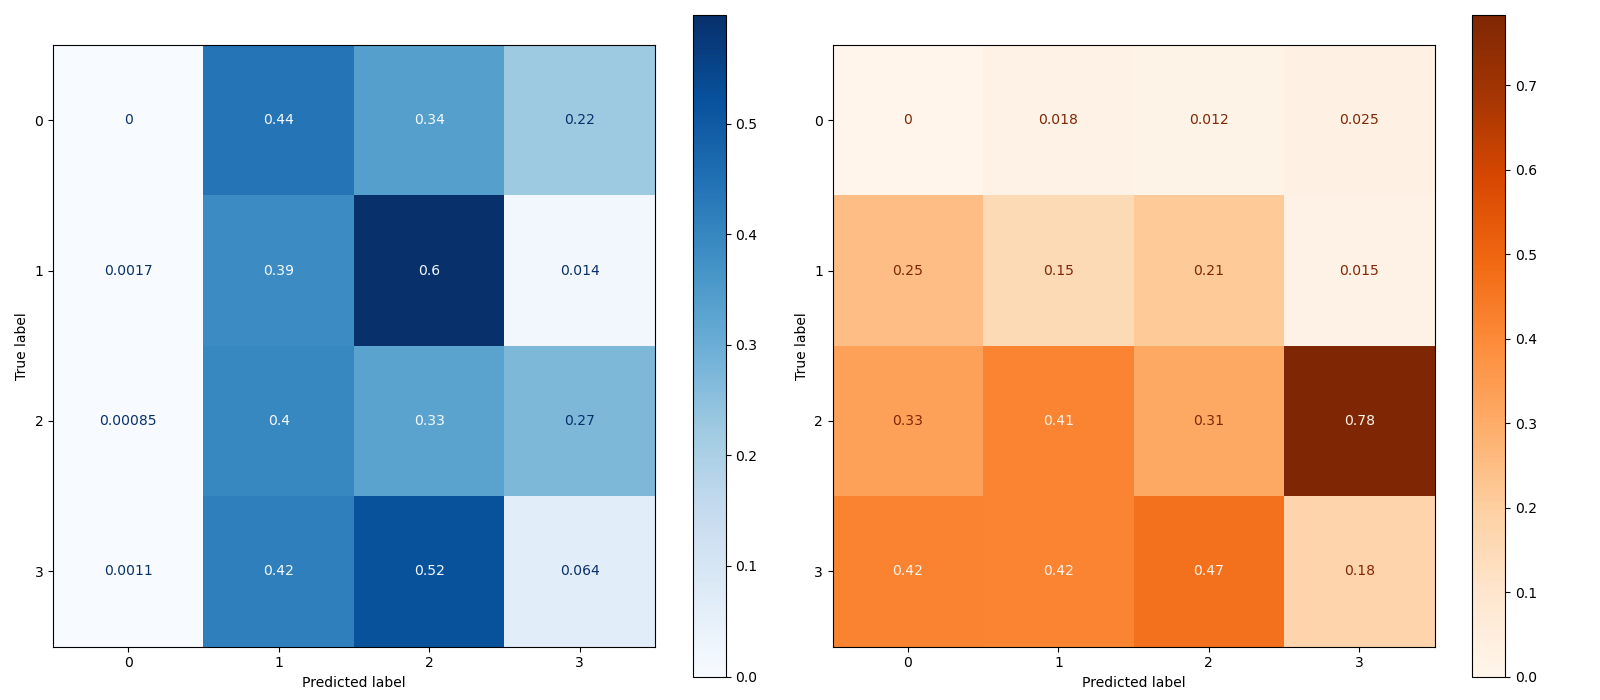 0 0 0.44 0.34 0.22
1 0.0017 0.39 0.6 0.014
2 0.00085 0.4 0.33 0.27
3 0.0011 0.42 0.52 0.064
0 1 2 3
Predicted label
True label
0.5
0.4
0.3
0.2
0.1
0.0
0 0 0.018 0.012 0.025
1 0.25 0.15 0.21 0.015
2 0.33 0.41 0.31 0.78
3 0.42 0.42 0.47 0.18
0 1 2 3
Predicted label
True label
0.7
0.6
0.5
0.4
0.3
0.2
0.1
0.0